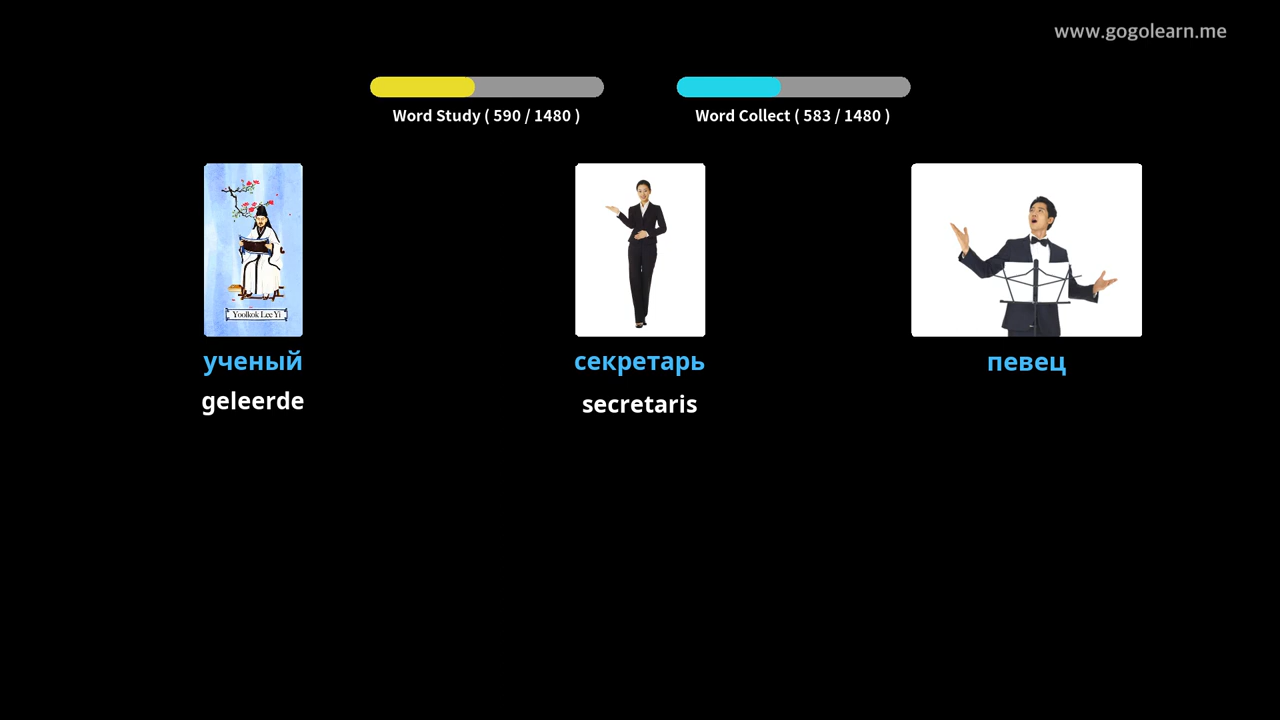 www.gogolearn.me
Word Study ( 590 / 1480 )
Word Collect ( 583 / 1480 )
Yoolkok Lee Yi
ученый
секретарь
певец
geleerde
secretaris